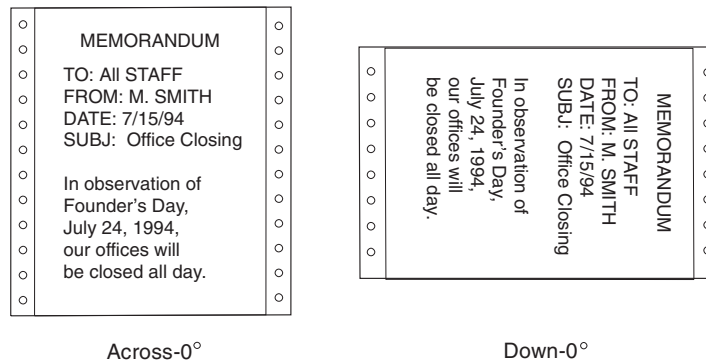 MEMORANDUM
TO: All STAFF
FROM: M. SMITH
DATE: 7/15/94
SUBJ: Office Closing
In observation of
Founder's Day,
July 24, 1994,
our offices will
be closed all day.
Across-0°
MEMORANDUM
TO: All STAFF
FROM: M. SMITH
DATE: 7/15/94
SUBJ: Office Closing
In observation of
Founder's Day,
July 24, 1994,
our offices will
be closed all day.
Down-0°